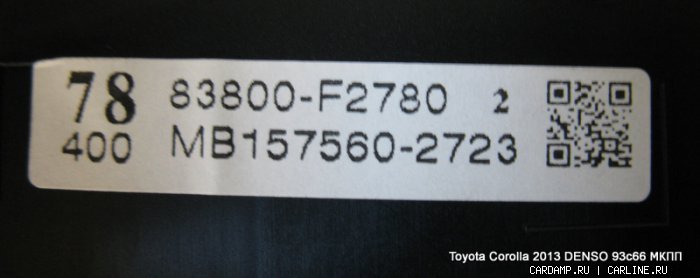 78 83800-F2780 2
400 MB157560-2723
Toyota Corolla 2013 DENSO 93c66 МКПП
CARDAMP.RU | CARLINE.RU